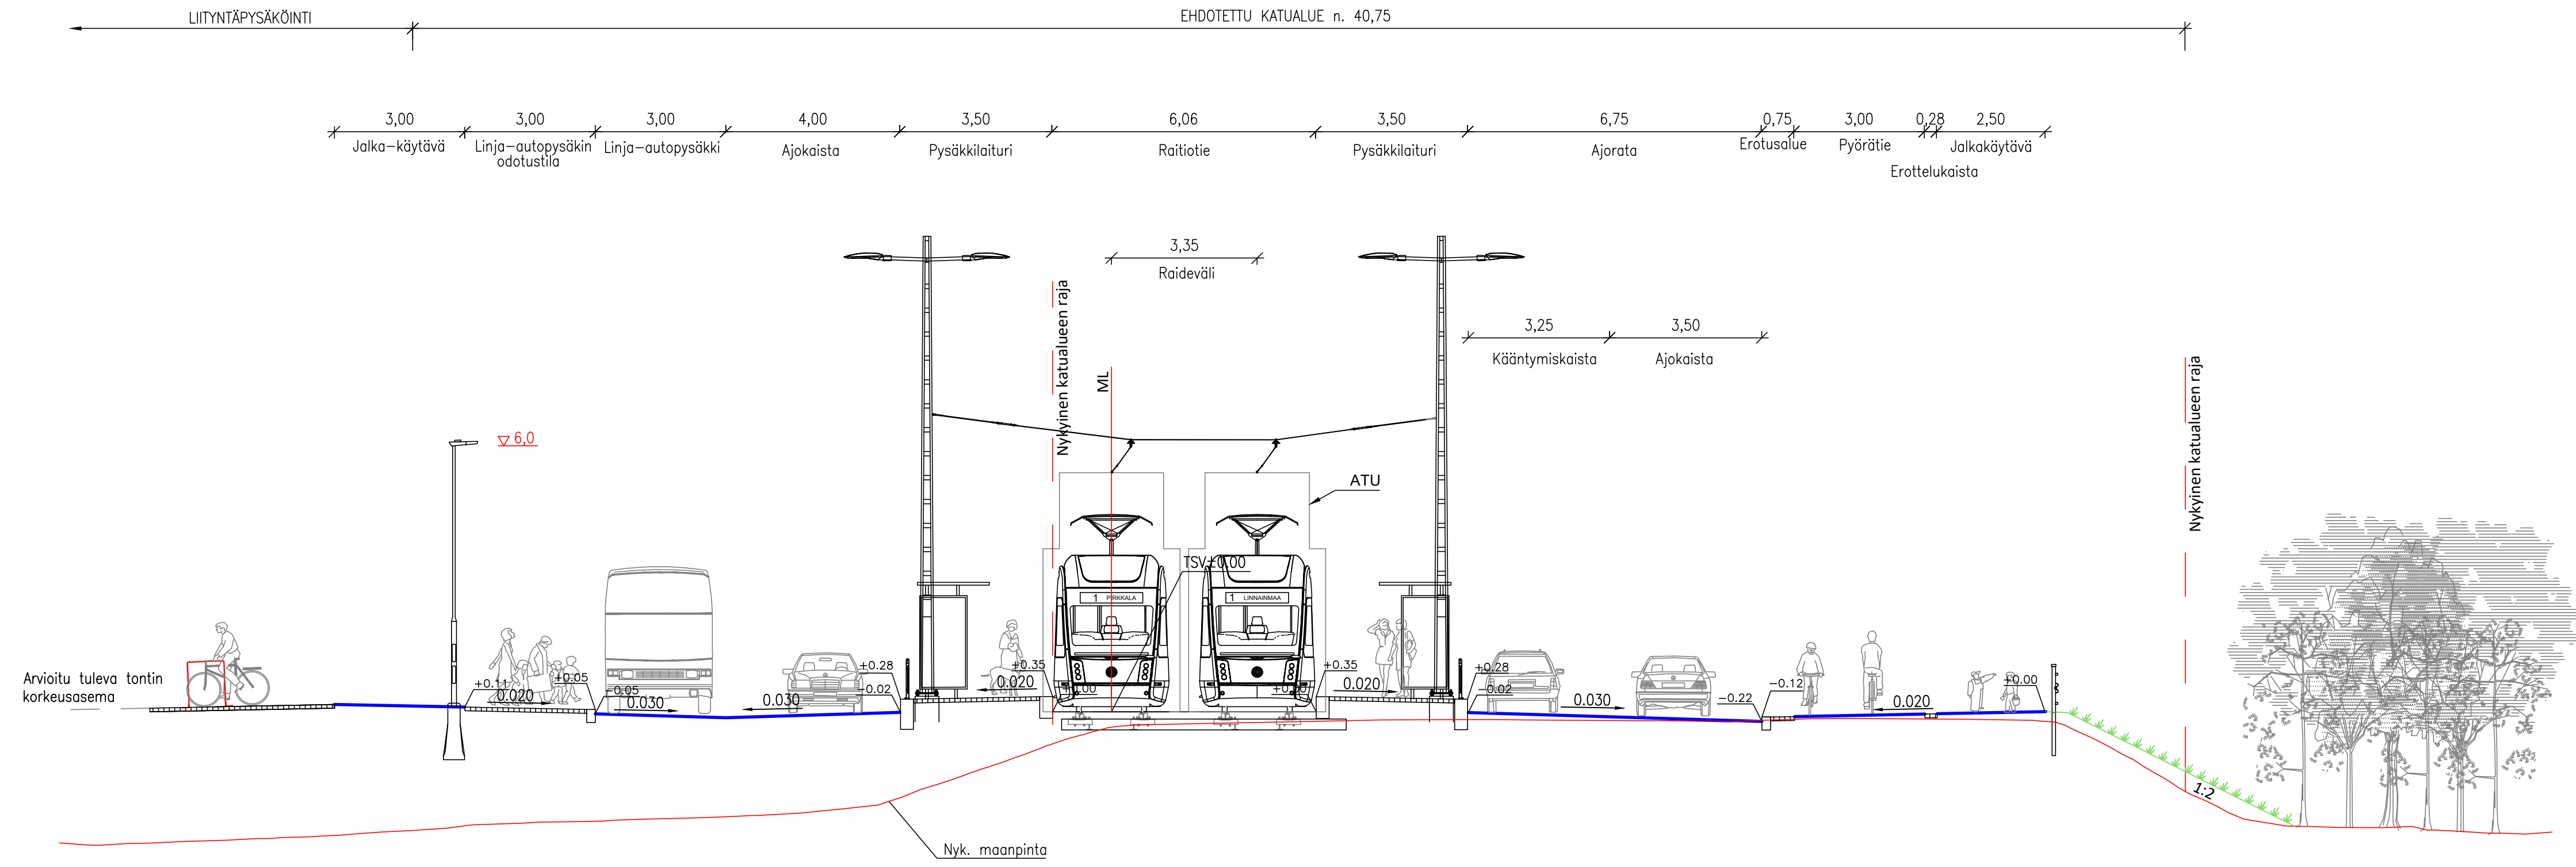 LIITYNTÄPYSÄKÖINTI
EHDOTETTU KATUALUE n. 40,75
3,00
3,00
3,00
4,00
3,50
6,06
3,50
6,75
0,75
3,00
0,28
2,50
Jalka-käytävä
Linja-autopysäkin
odotustila
Linja-autopysäkki
Ajokaista
Pysäkkilaituri
Raitiotie
Pysäkkilaituri
Ajorata
Erotusalue
Pyörätie
Jalkakäytävä
Erottelukaista
3,35
Raideväli
Nykyinen katualueen raja
ML
3,25
3,50
Kääntymiskaista
Ajokaista
Nykyinen katualueen raja
6,0
ATU
TSV±0.00
1 PIRKKALA
1 LINNAINMAA
Arvioitu tuleva tontin
korkeusasema
+0.11
0.020
+0.05
-0.05
0.030
0.030
+0.28
-0.02
0.020
+0.35
+0.35
0.020
+0.28
-0.02
0.030
-0.22
-0.12
0.020
±0.00
1:2
Nyk. maanpinta